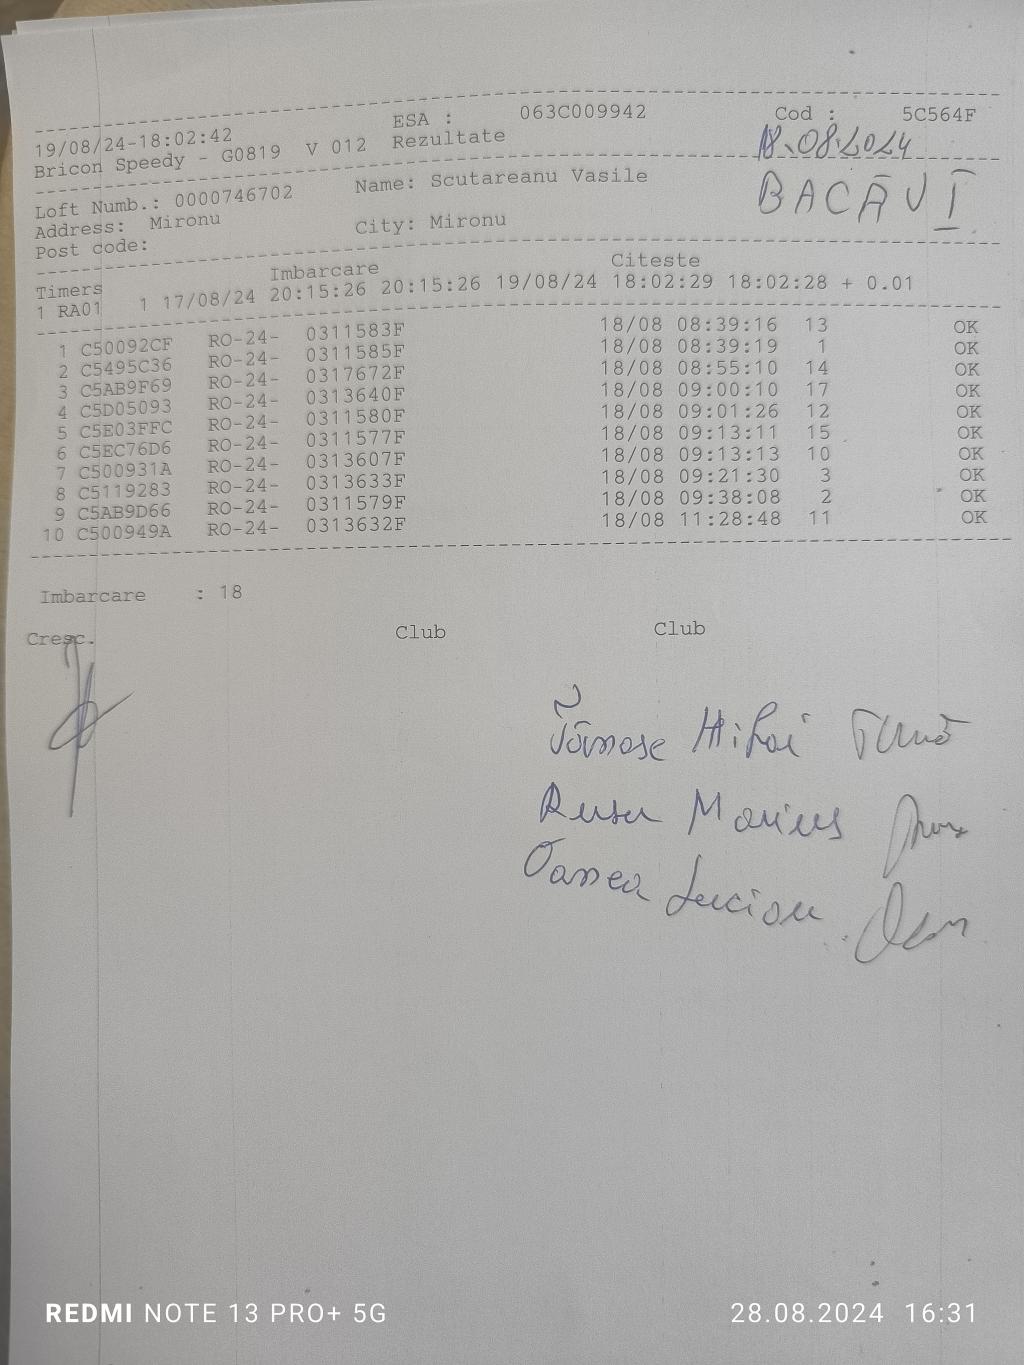 19/08/24-18:02:42 ESA : 063C009942 Cod : 5C564F
Bricon Speedy - G0819 V 012 Rezultate 18.08.2024
Loft Numb.: 0000746702 Name: Scutareanu Vasile BACĂU I
Address: Mironu City: Mironu
Post code:
Timers Imbarcare Citeste
1 RA01 1 17/08/24 20:15:26 20:15:26 19/08/24 18:02:29 18:02:28 + 0.01
1 C50092CF RO-24- 0311583F 18/08 08:39:16 13 OK
2 C5495C36 RO-24- 0311585F 18/08 08:39:19 1 OK
3 C5AB9F69 RO-24- 0317672F 18/08 08:55:10 14 OK
4 C5D05093 RO-24- 0313640F 18/08 09:00:10 17 OK
5 C5E03FFC RO-24- 0311580F 18/08 09:01:26 12 OK
6 C5EC76D6 RO-24- 0311577F 18/08 09:13:11 15 OK
7 C500931A RO-24- 0313607F 18/08 09:13:13 10 OK
8 C5119283 RO-24- 0313633F 18/08 09:21:30 3 OK
9 C5AB9D66 RO-24- 0311579F 18/08 09:38:08 2 OK
10 C500949A RO-24- 0313632F 18/08 11:28:48 11 OK
Imbarcare : 18
Cresc. Club Club
Mihai
Rusu Marius
Oanea Lucian
REDMI NOTE 13 PRO+ 5G 28.08.2024 16:31